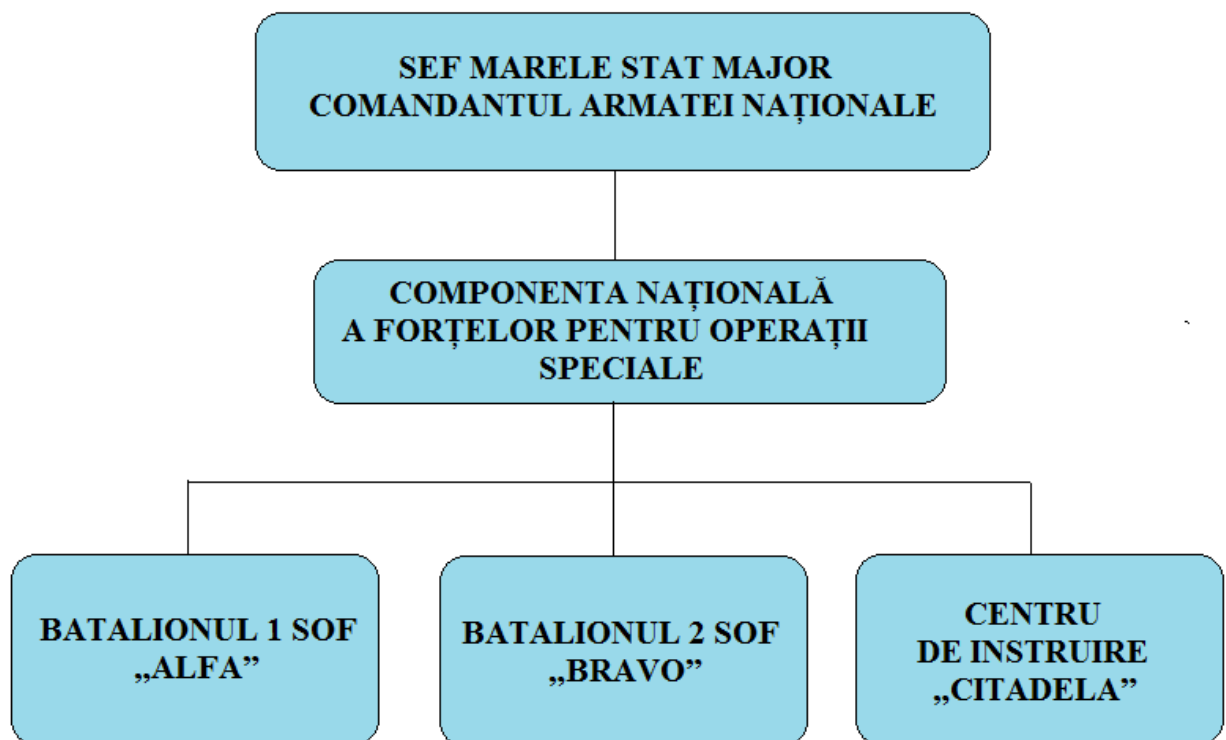 SEF MARELE STAT MAJOR
COMANDANTUL ARMATEI NAȚIONALE
COMPONENTA NAȚIONALĂ
A FORȚELOR PENTRU OPERAȚII
SPECIALE
BATALIONUL 1 SOF
„ALFA”
BATALIONUL 2 SOF
„BRAVO”
CENTRU
DE INSTRUIRE
„CITADELA”